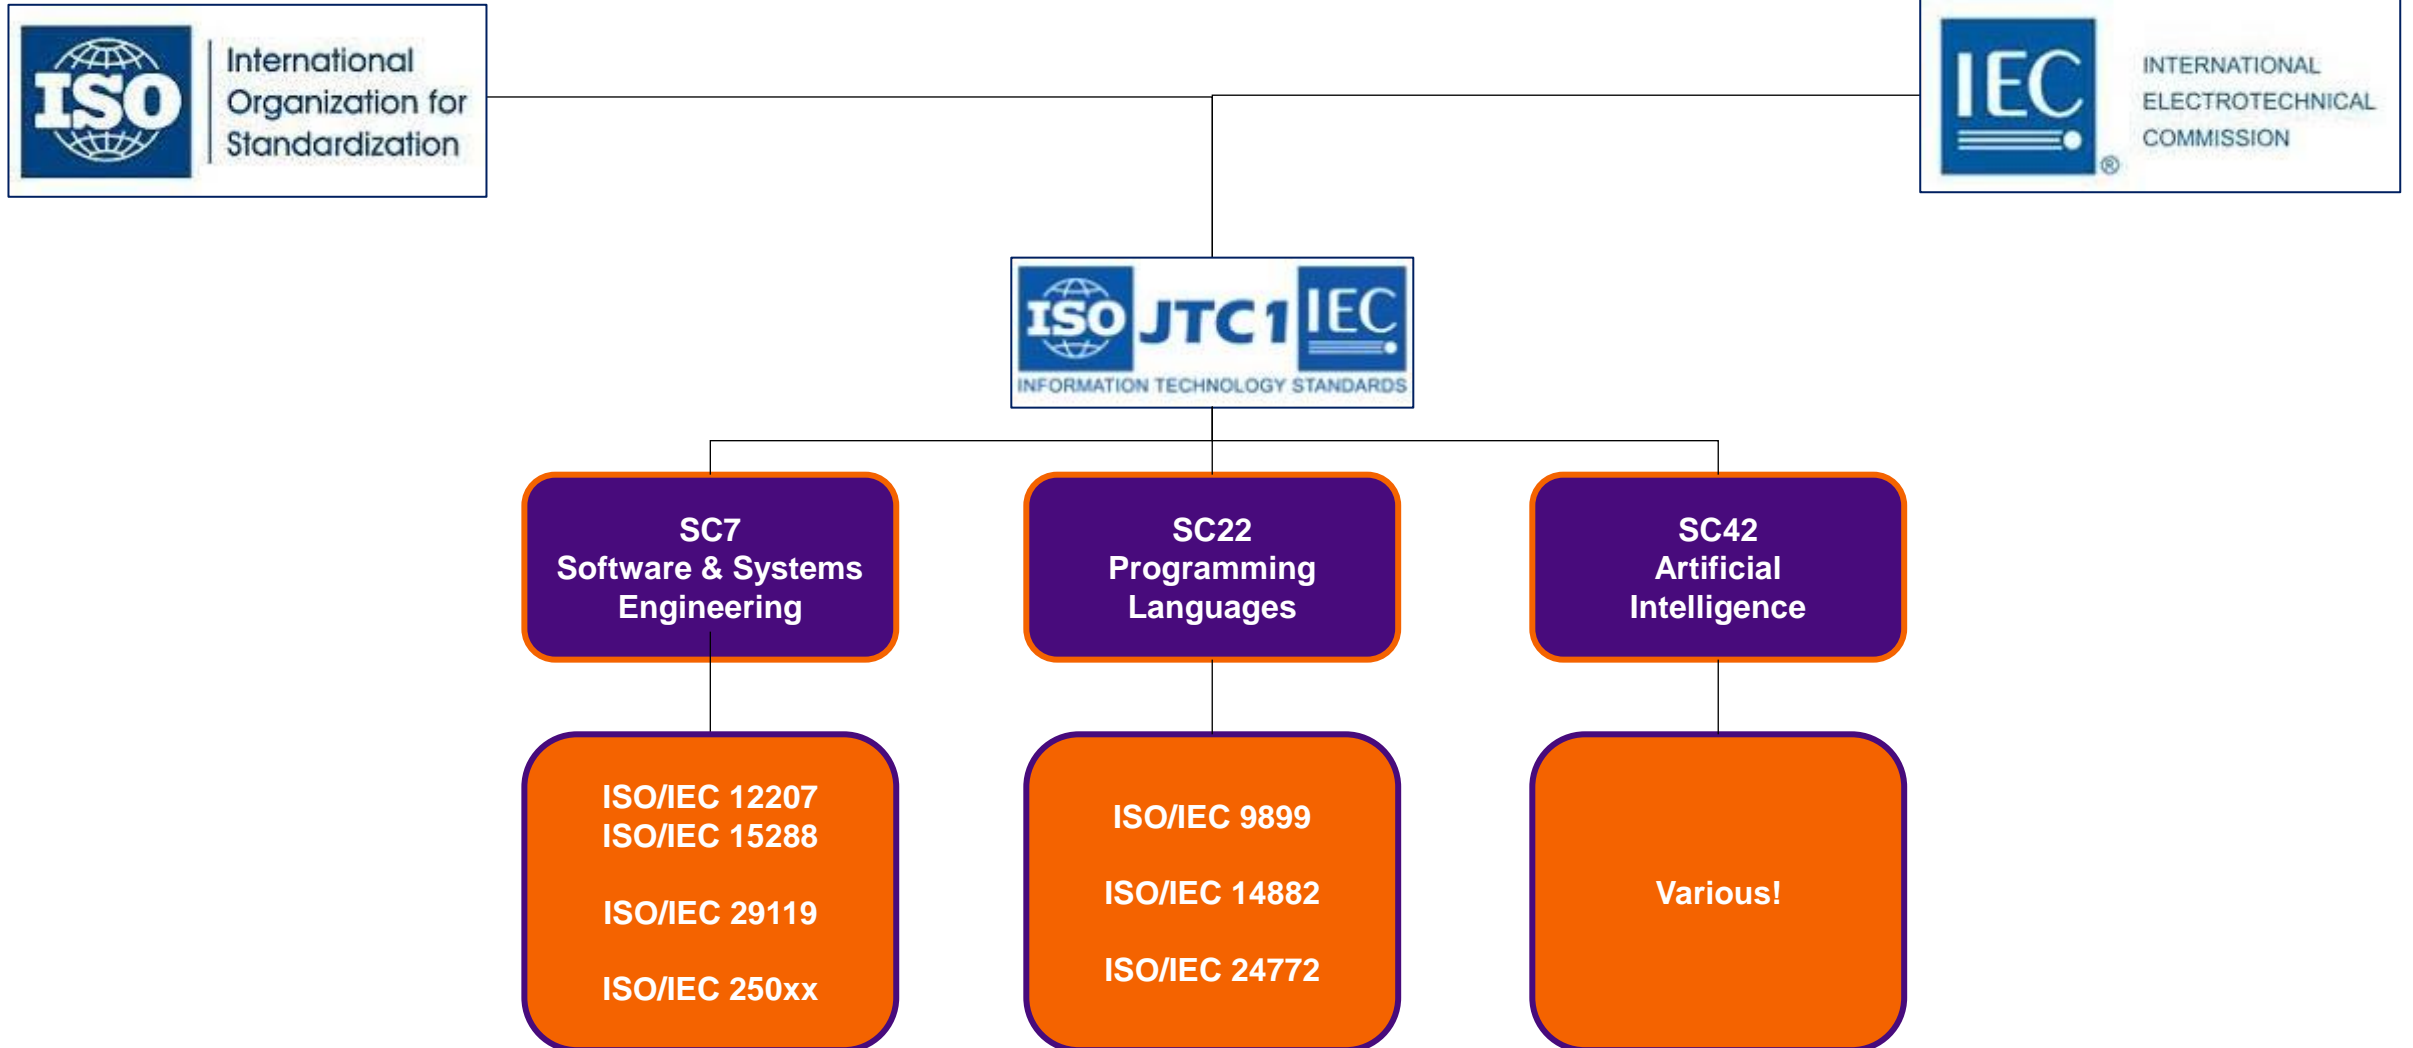 ISO
International
Organization for
Standardization
IEC
®
INTERNATIONAL
ELECTROTECHNICAL
COMMISSION
ISO JTC1 IEC
INFORMATION TECHNOLOGY STANDARDS
SC7
Software & Systems
Engineering
SC22
Programming
Languages
SC42
Artificial
Intelligence
ISO/IEC 12207
ISO/IEC 15288
ISO/IEC 29119
ISO/IEC 250xx
ISO/IEC 9899
ISO/IEC 14882
ISO/IEC 24772
Various!